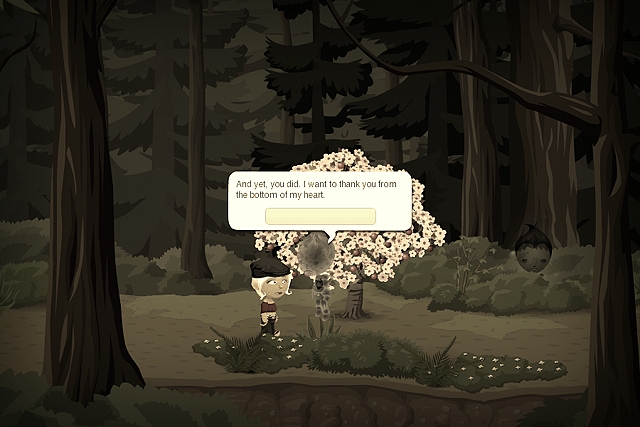 And yet, you did. I want to thank you from
the bottom of my heart.